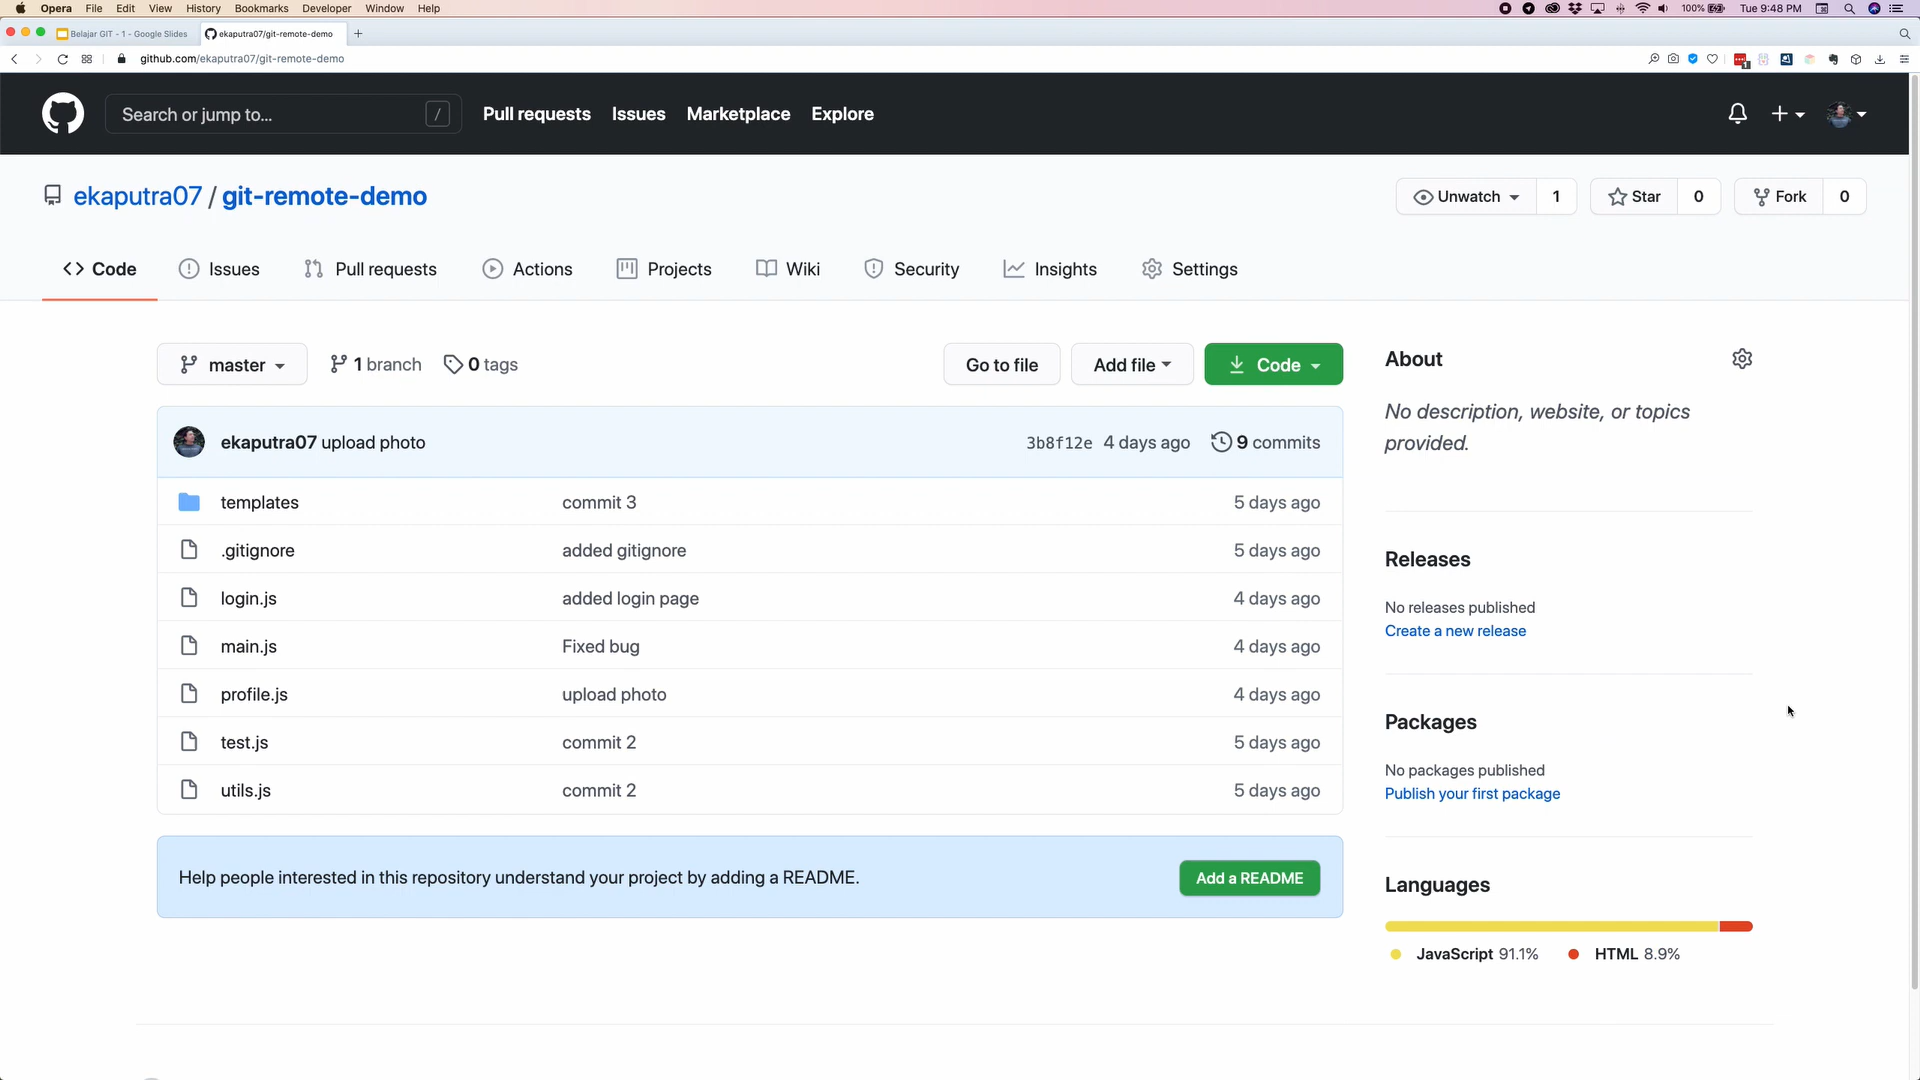 Opera File Edit View History Bookmarks Developer Window Help
100% Tue 9:48 PM
Belajar GIT - 1 - Google Slides
ekaputra07/git-remote-demo
github.com/ekaputra07/git-remote-demo
1
Search or jump to...
/
Pull requests Issues Marketplace Explore
ekaputra07 / git-remote-demo
Unwatch 1
Star 0
Fork 0
Code
Issues
Pull requests
Actions
Projects
Wiki
Security
Insights
Settings
master
1 branch
0 tags
Go to file
Add file
Code
ekaputra07 upload photo
3b8f12e 4 days ago
9 commits
templates commit 3 5 days ago
.gitignore added gitignore 5 days ago
login.js added login page 4 days ago
main.js Fixed bug 4 days ago
profile.js upload photo 4 days ago
test.js commit 2 5 days ago
utils.js commit 2 5 days ago
Help people interested in this repository understand your project by adding a README.
Add a README
About
No description, website, or topics
provided.
Releases
No releases published
Create a new release
Packages
No packages published
Publish your first package
Languages
JavaScript 91.1% HTML 8.9%